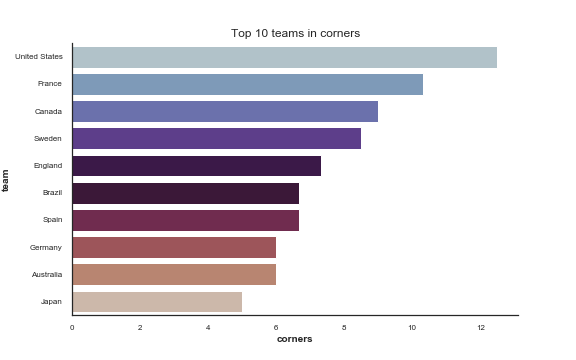 Top 10 teams in corners
United States
France
Canada
Sweden
England
Brazil
Spain
Germany
Australia
Japan
team
0 2 4 6 8 10 12
corners